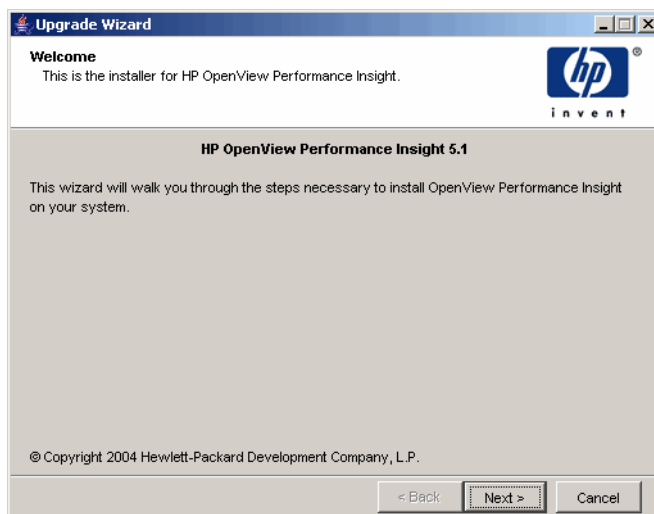 Upgrade Wizard
Welcome
This is the installer for HP OpenView Performance Insight.
hp
®
invent
HP OpenView Performance Insight 5.1
This wizard will walk you through the steps necessary to install OpenView Performance Insight
on your system.
© Copyright 2004 Hewlett-Packard Development Company, L.P.
< Back Next > Cancel